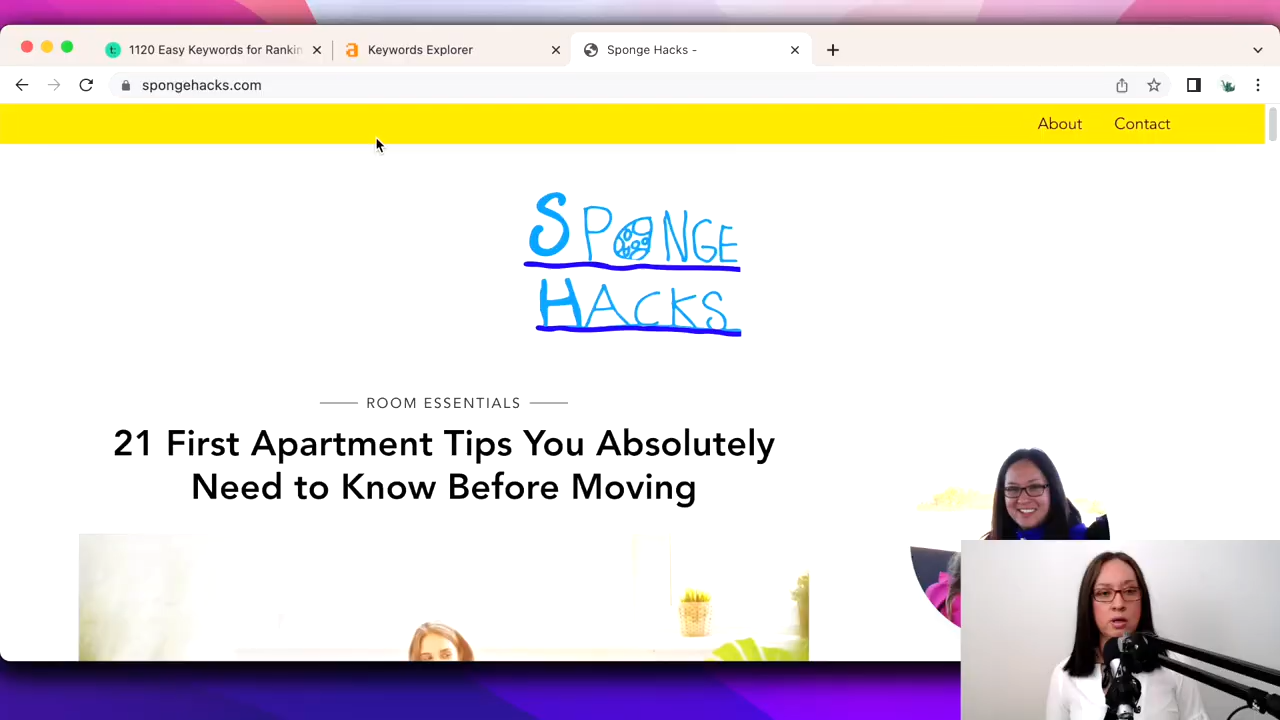 1120 Easy Keywords for Rankin
Keywords Explorer
Sponge Hacks -
spongehacks.com
About
Contact
SPONGE
HACKS
ROOM ESSENTIALS
21 First Apartment Tips You Absolutely
Need to Know Before Moving